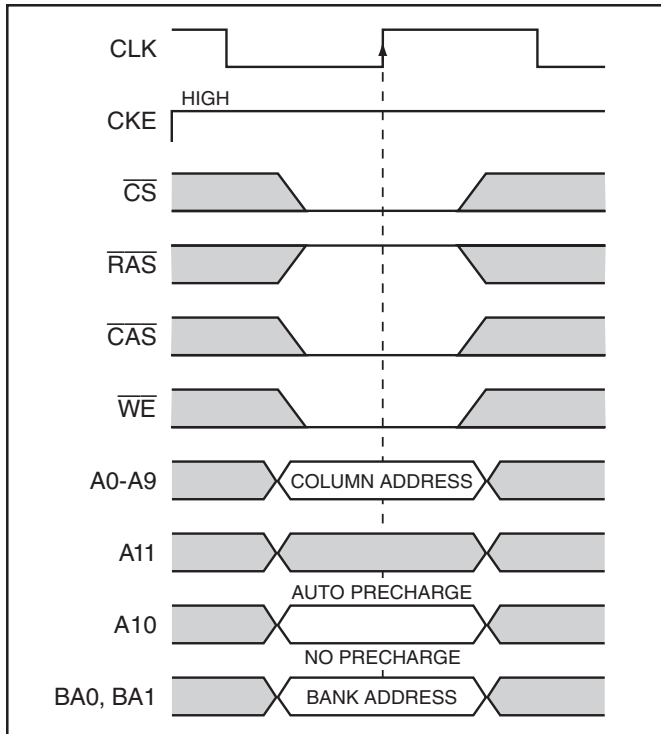 CLK
CKE HIGH
CS
RAS
CAS
WE
A0-A9 COLUMN ADDRESS
A11
AUTO PRECHARGE
A10
NO PRECHARGE
BA0, BA1 BANK ADDRESS